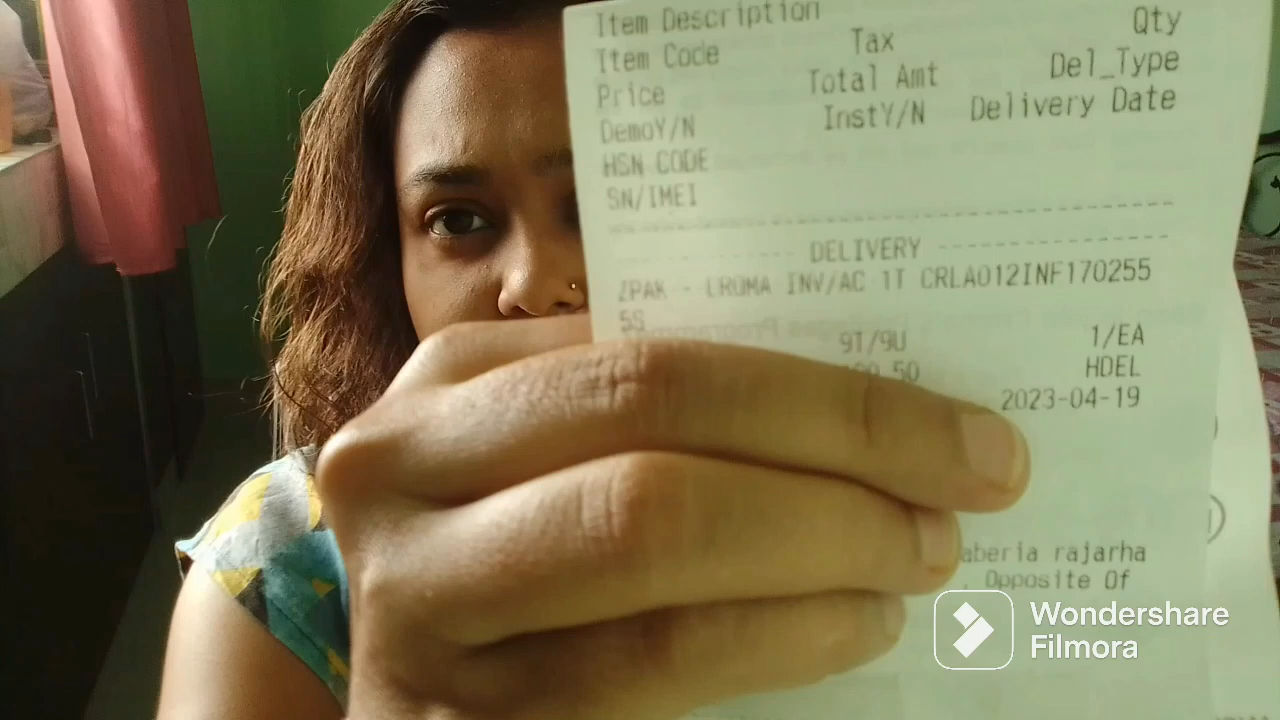 Item Description Qty
Item Code Tax
Price Total Amt Del_Type
DemoY/N InstY/N Delivery Date
HSN CODE
SN/IMEI
DELIVERY
ZPAK - CROMA INV/AC 1T CRLA012INF170255
5S
9T/9U 1/EA
.50 HDEL
2023-04-19
aberia rajarha
. Opposite Of
Wondershare
Filmora